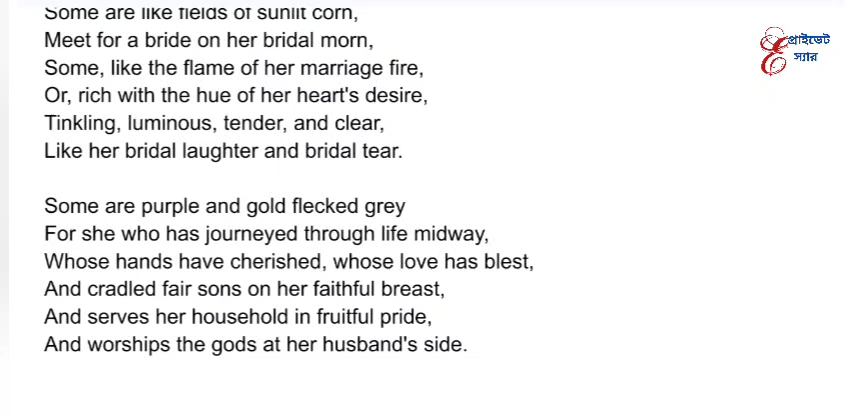 Some are like fields of sunlit corn,
Meet for a bride on her bridal morn,
Some, like the flame of her marriage fire,
Or, rich with the hue of her heart's desire,
Tinkling, luminous, tender, and clear,
Like her bridal laughter and bridal tear.
Some are purple and gold flecked grey
For she who has journeyed through life midway,
Whose hands have cherished, whose love has blest,
And cradled fair sons on her faithful breast,
And serves her household in fruitful pride,
And worships the gods at her husband's side.
E প্রাইভেট
স্যার